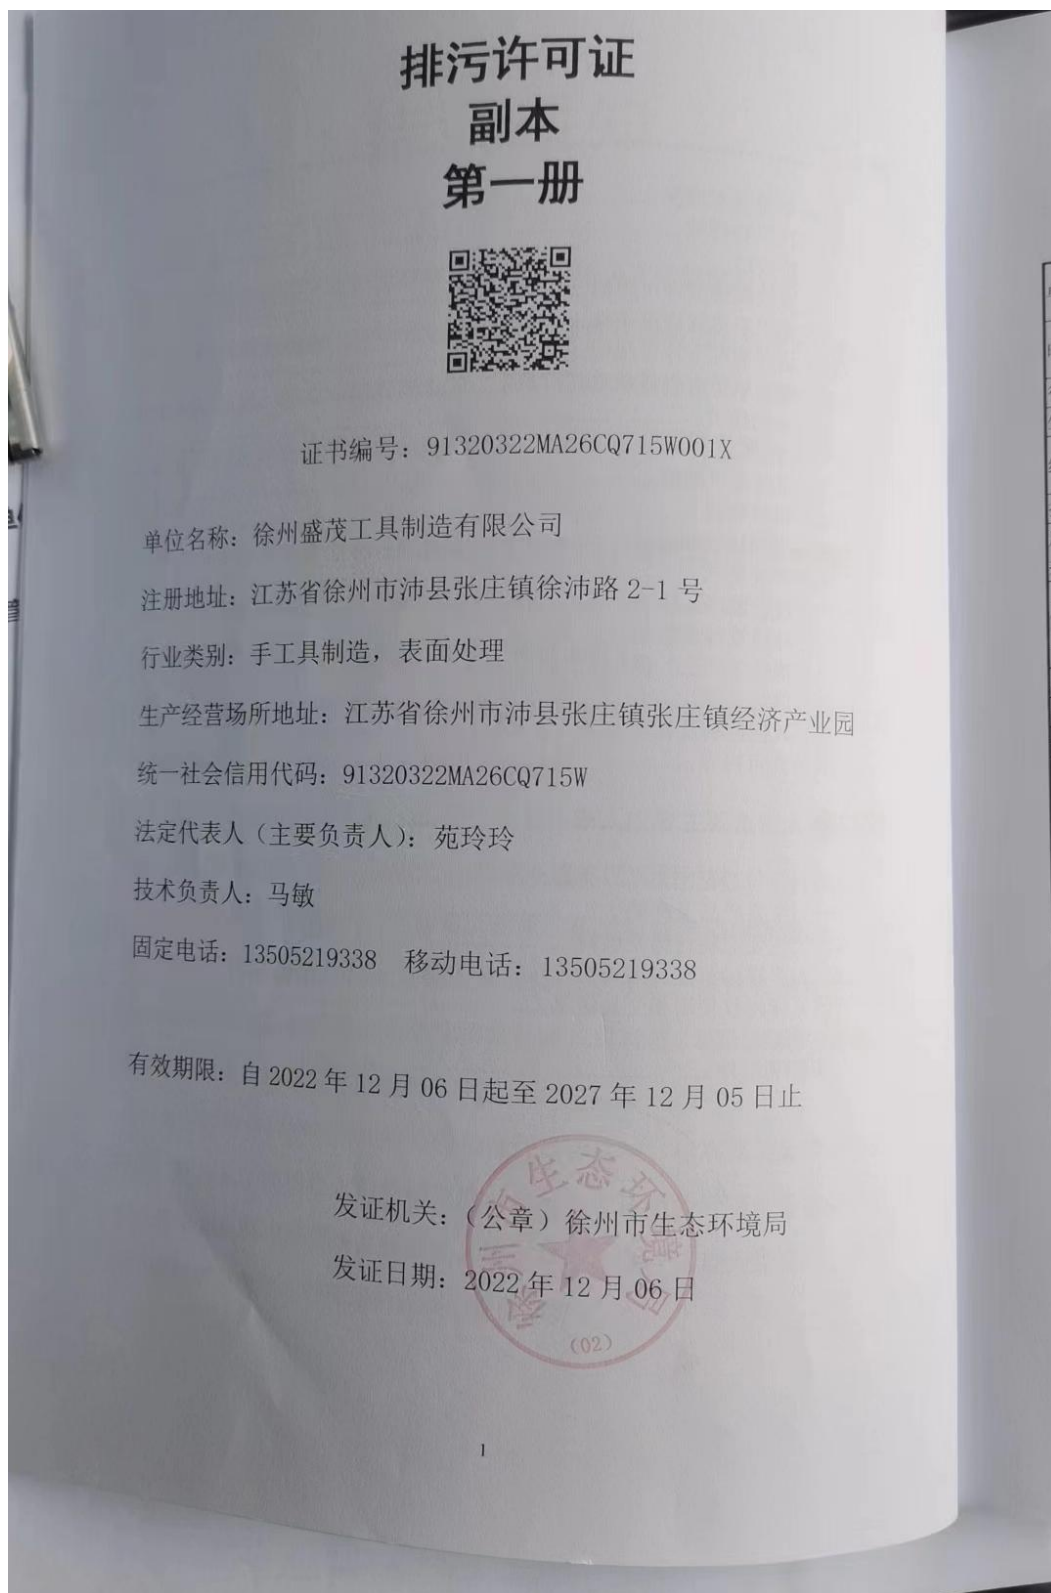 排污许可证
副本
第一册
证书编号：91320322MA26CQ715W001X
单位名称：徐州盛茂工具制造有限公司
注册地址：江苏省徐州市沛县张庄镇徐沛路 2-1 号
行业类别：手工具制造，表面处理
生产经营场所地址：江苏省徐州市沛县张庄镇张庄镇经济产业园
统一社会信用代码：91320322MA26CQ715W
法定代表人（主要负责人）：苑玲玲
技术负责人：马敏
固定电话：13505219338 移动电话：13505219338
有效期限：自 2022 年 12 月 06 日起至 2027 年 12 月 05 日止
发证机关：（公章）徐州市生态环境局
发证日期：2022 年 12 月 06 日
徐州市生态环境局
（02）
1